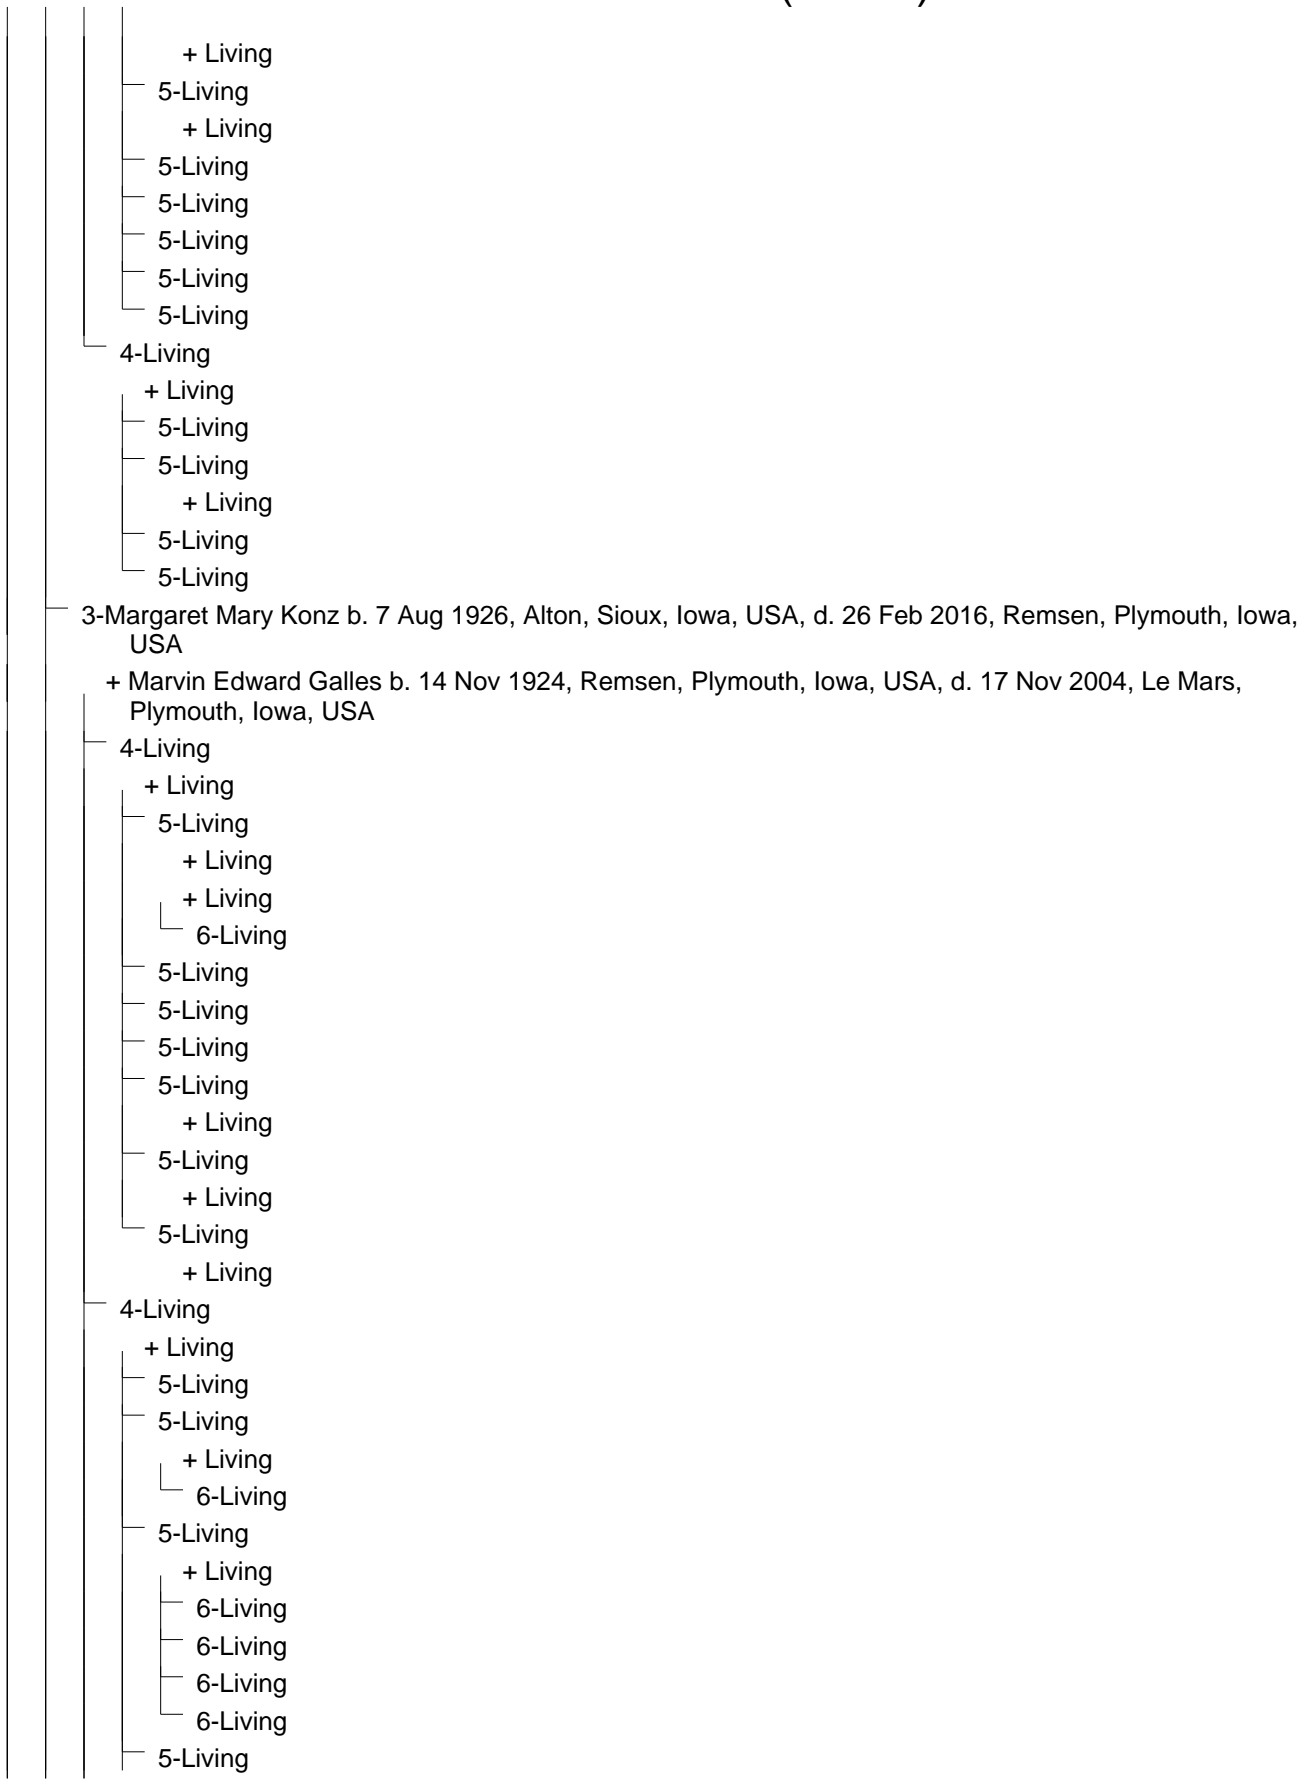 + Living
5-Living
+ Living
5-Living
5-Living
5-Living
5-Living
5-Living
4-Living
+ Living
5-Living
5-Living
+ Living
5-Living
5-Living
3-Margaret Mary Konz b. 7 Aug 1926, Alton, Sioux, Iowa, USA, d. 26 Feb 2016, Remsen, Plymouth, Iowa,
USA
+ Marvin Edward Galles b. 14 Nov 1924, Remsen, Plymouth, Iowa, USA, d. 17 Nov 2004, Le Mars,
Plymouth, Iowa, USA
4-Living
+ Living
5-Living
+ Living
+ Living
6-Living
5-Living
5-Living
5-Living
5-Living
+ Living
5-Living
+ Living
5-Living
+ Living
4-Living
+ Living
5-Living
5-Living
+ Living
6-Living
5-Living
+ Living
6-Living
6-Living
6-Living
6-Living
5-Living